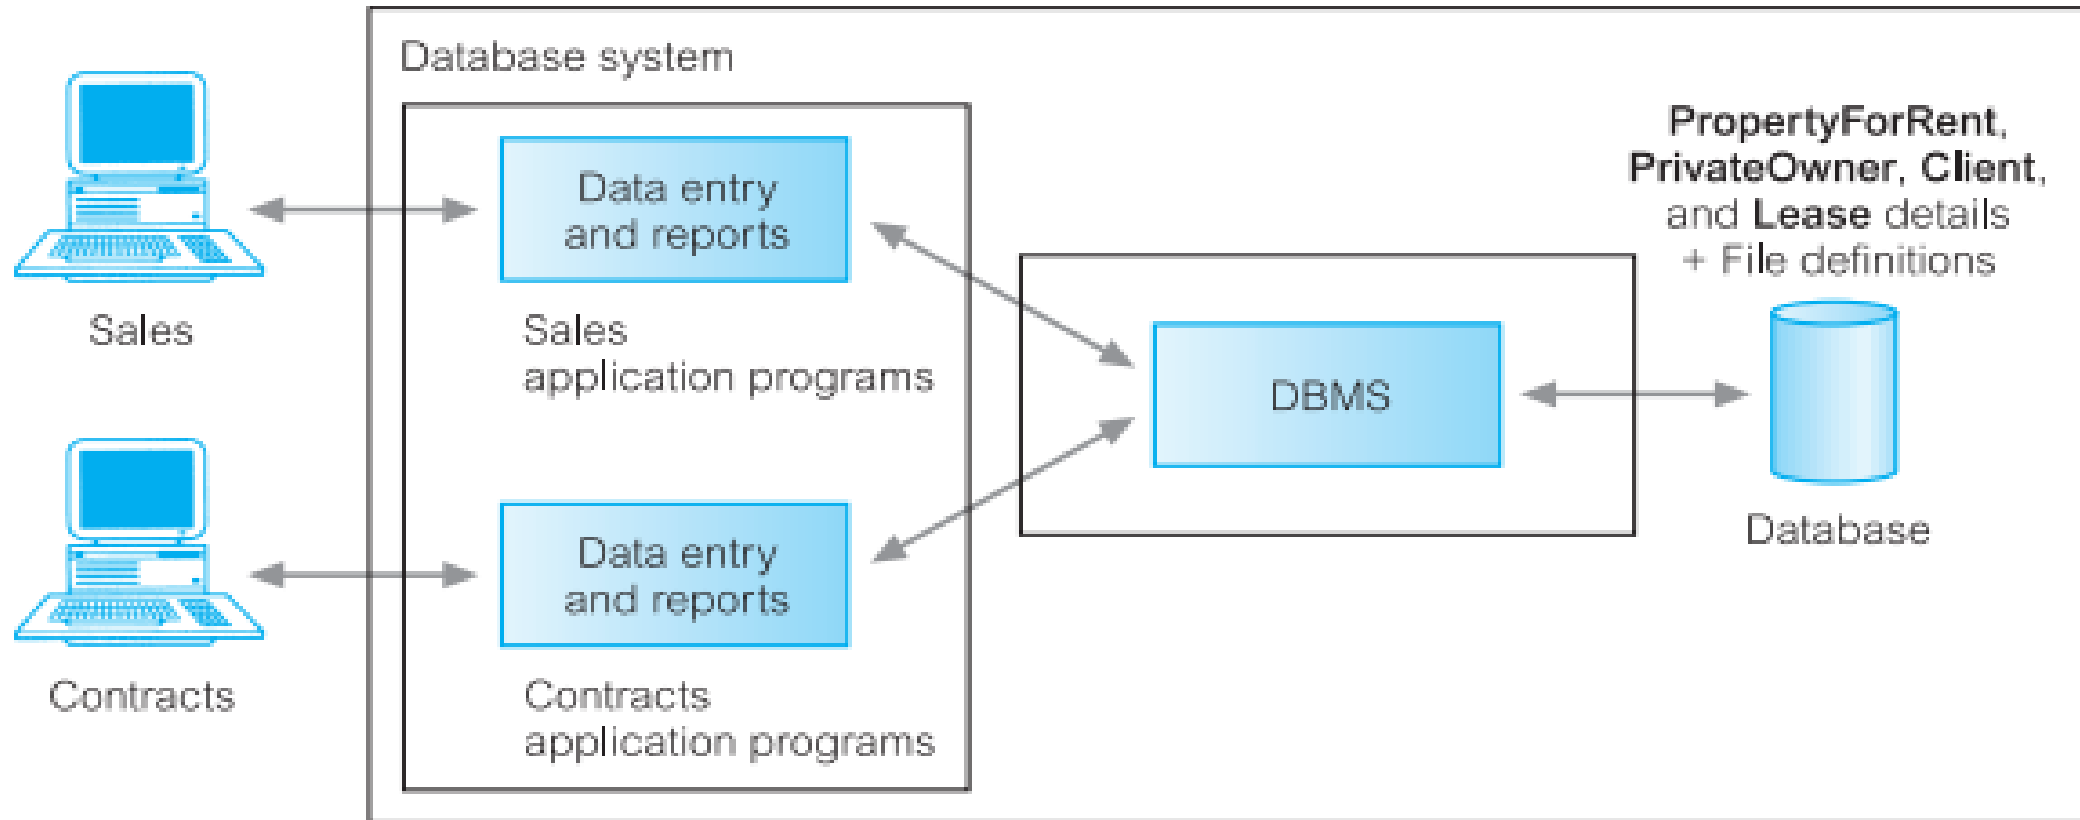 Database system
PropertyForRent,
PrivateOwner, Client,
and Lease details
+ File definitions
Data entry
and reports
Sales
Sales
application programs
DBMS
Database
Data entry
and reports
Contracts
Contracts
application programs